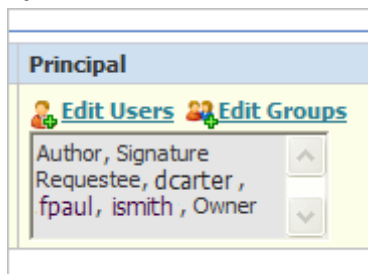 Principal
Edit Users Edit Groups
Author, Signature
Requestee, dcarter ,
fpaul, ismith , Owner